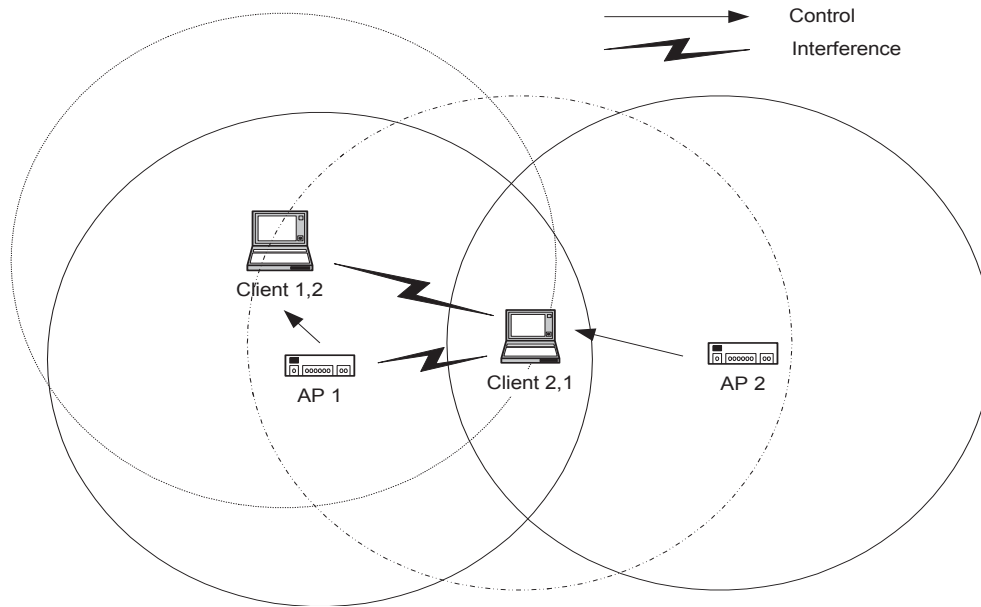 Control
Interference
Client 1,2
AP 1
Client 2,1
AP 2